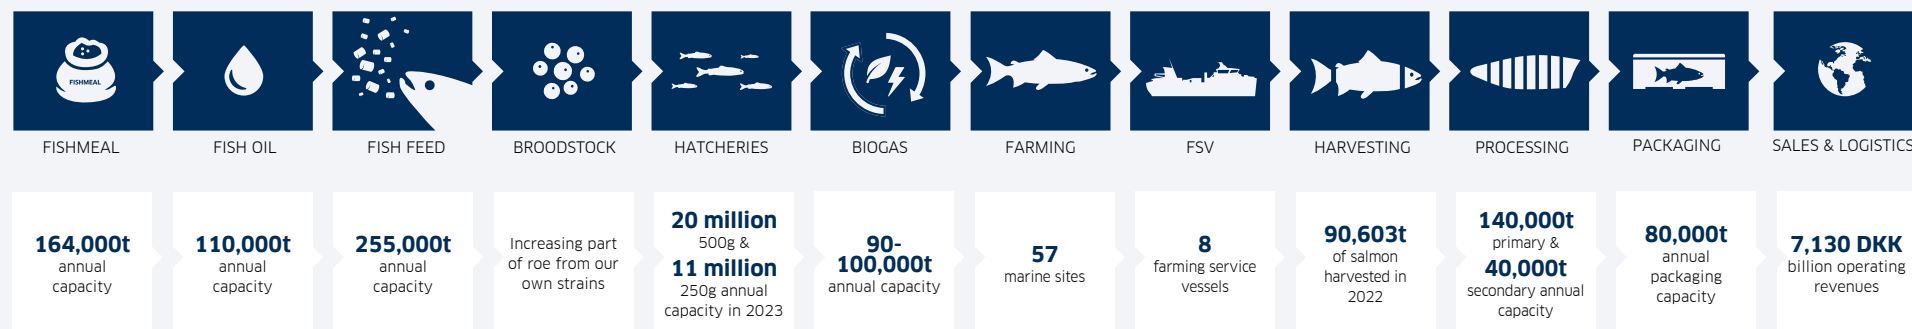 FISHMEAL
FISHMEAL
FISH OIL
FISH FEED
BROODSTOCK
HATCHERIES
BIOGAS
FARMING
FSV
HARVESTING
PROCESSING
PACKAGING
SALES & LOGISTICS
164,000t
annual
capacity
110,000t
annual
capacity
255,000t
annual
capacity
Increasing part
of roe from our
own strains
20 million
500g &
11 million
250g annual
capacity in 2023
90-
100,000t
annual capacity
57
marine sites
8
farming service
vessels
90,603t
of salmon
harvested in
2022
140,000t
primary &
40,000t
secondary annual
capacity
80,000t
annual
packaging
capacity
7,130 DKK
billion operating
revenues